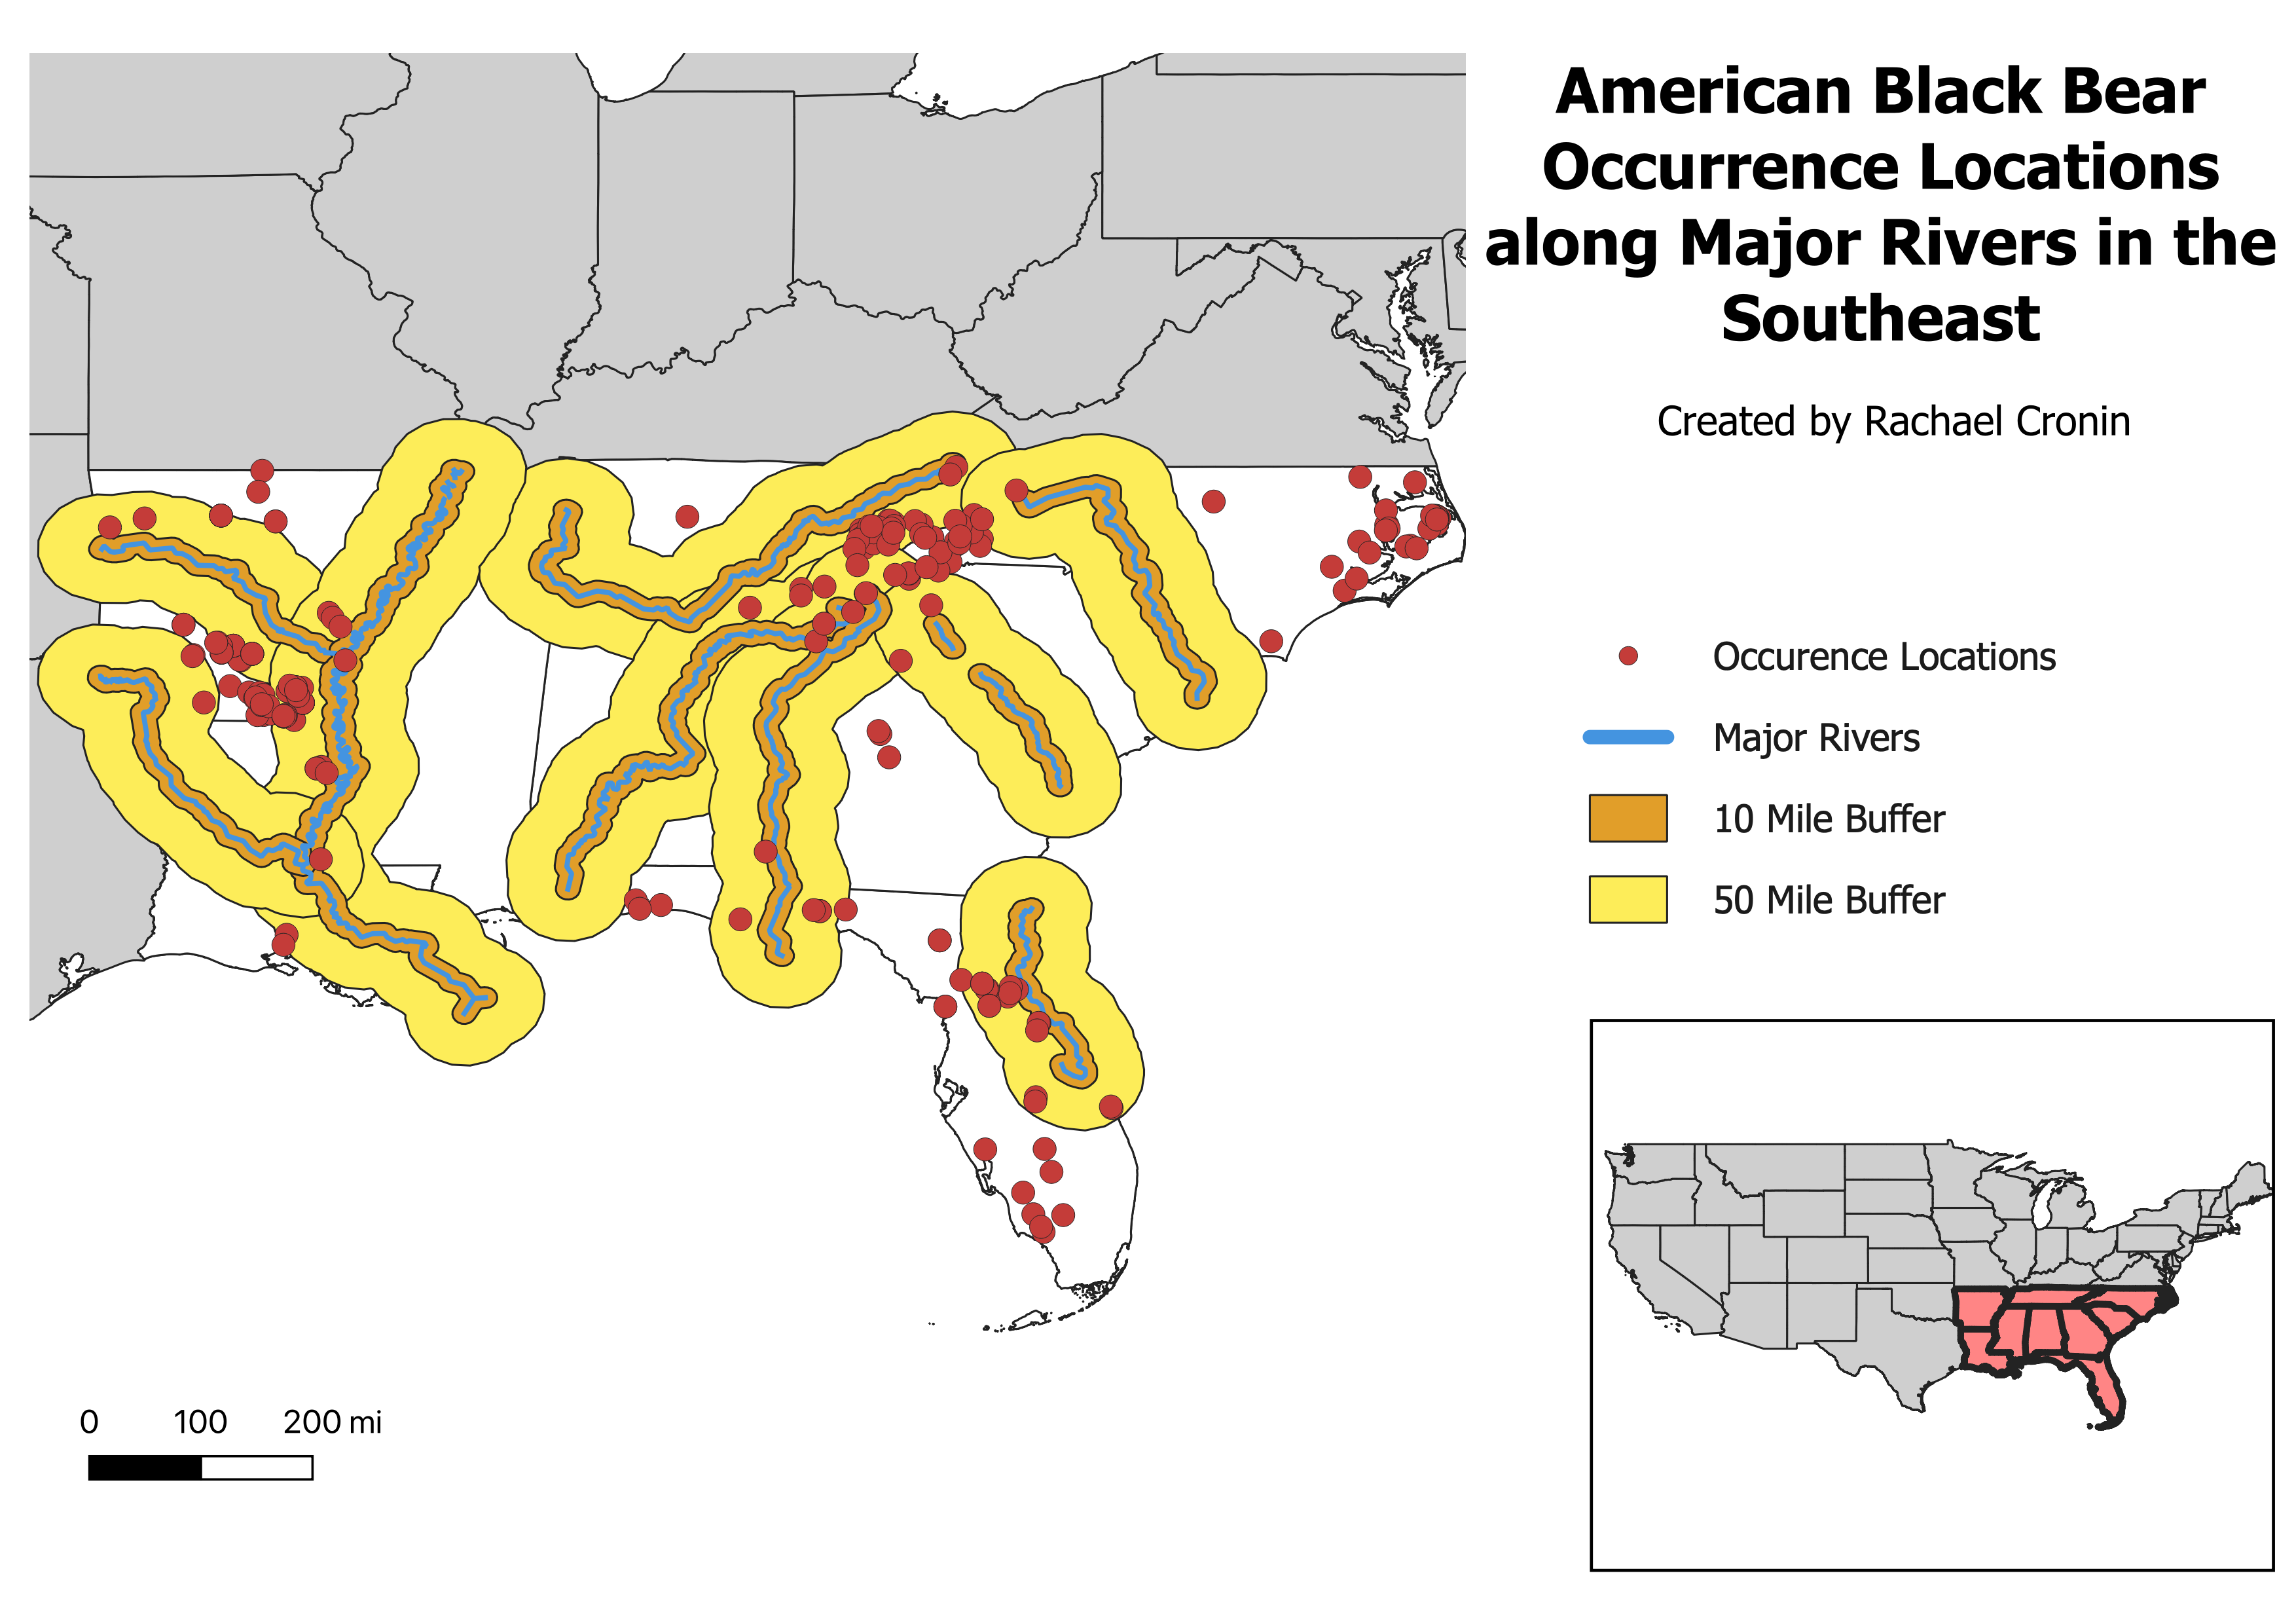 American Black Bear
Occurrence Locations
along Major Rivers in the
Southeast
Created by Rachael Cronin
Occurence Locations
Major Rivers
10 Mile Buffer
50 Mile Buffer
0 100 200 mi